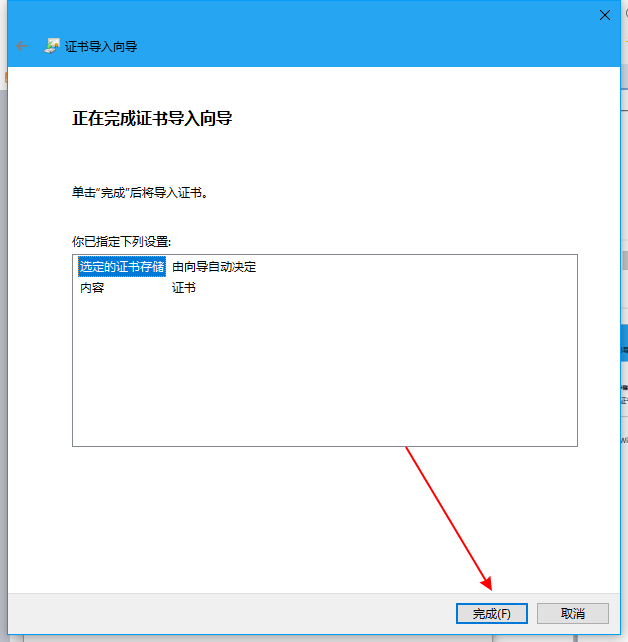 证书导入向导
正在完成证书导入向导
单击“完成”后将导入证书。
你已指定下列设置:
选定的证书存储 由向导自动决定
内容 证书
完成(F) 取消